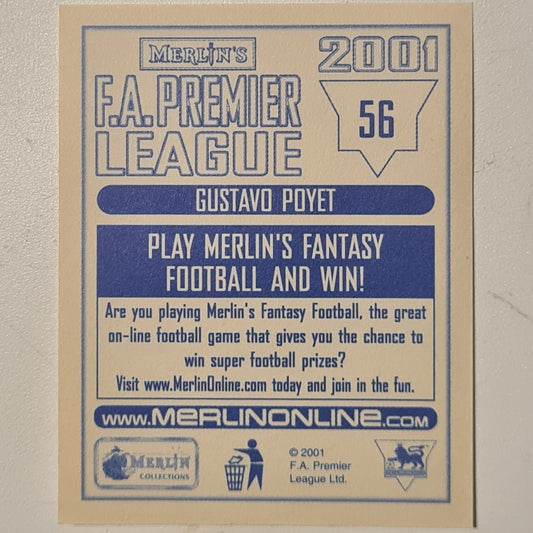 MERLIN'S
2001
F.A. PREMIER
LEAGUE
56
GUSTAVO POYET
PLAY MERLIN'S FANTASY
FOOTBALL AND WIN!
Are you playing Merlin's Fantasy Football, the great
on-line football game that gives you the chance to
win super football prizes?
Visit www.MerlinOnline.com today and join in the fun.
WWW.MERLINONLINE.COM
MERLIN
COLLECTIONS
© 2001
F.A. Premier
League Ltd.